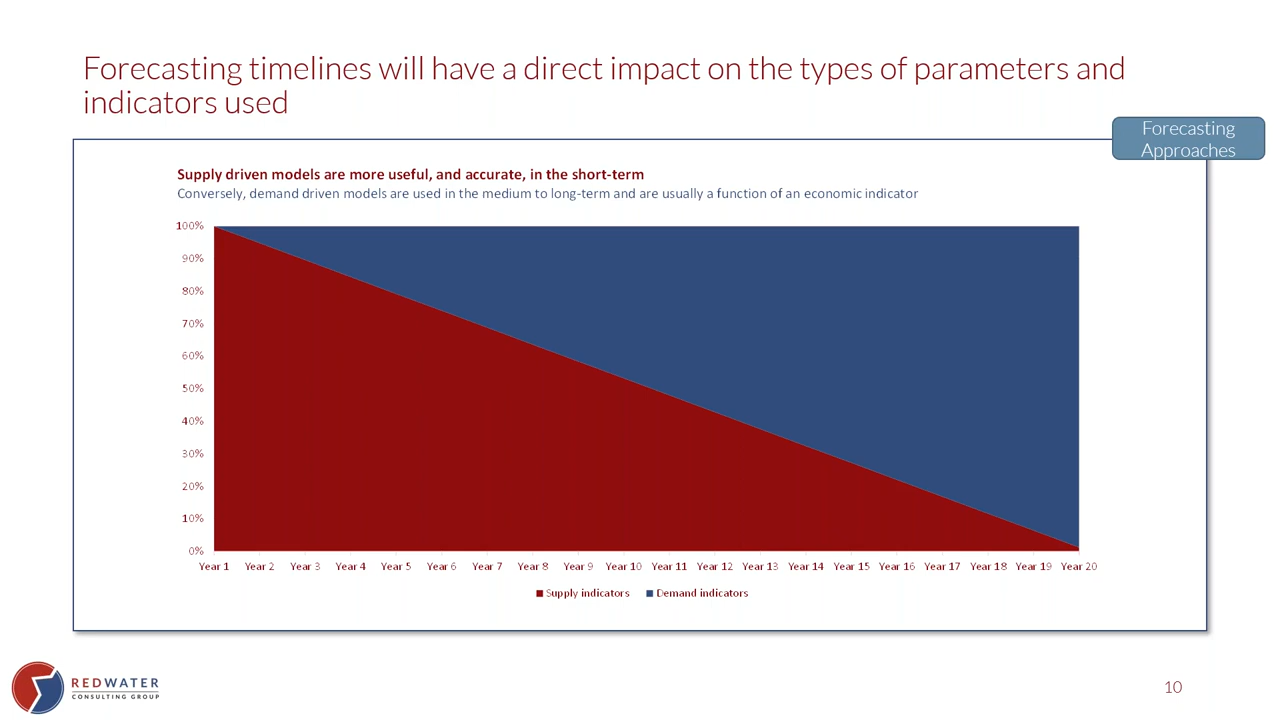 Forecasting timelines will have a direct impact on the types of parameters and
indicators used
Forecasting
Approaches
Supply driven models are more useful, and accurate, in the short-term
Conversely, demand driven models are used in the medium to long-term and are usually a function of an economic indicator
100%
90%
80%
70%
60%
50%
40%
30%
20%
10%
0%
Year 1 Year 2 Year 3 Year 4 Year 5 Year 6 Year 7 Year 8 Year 9 Year 10 Year 11 Year 12 Year 13 Year 14 Year 15 Year 16 Year 17 Year 18 Year 19 Year 20
Supply indicators Demand indicators
REDWATER
CONSULTING GROUP
10